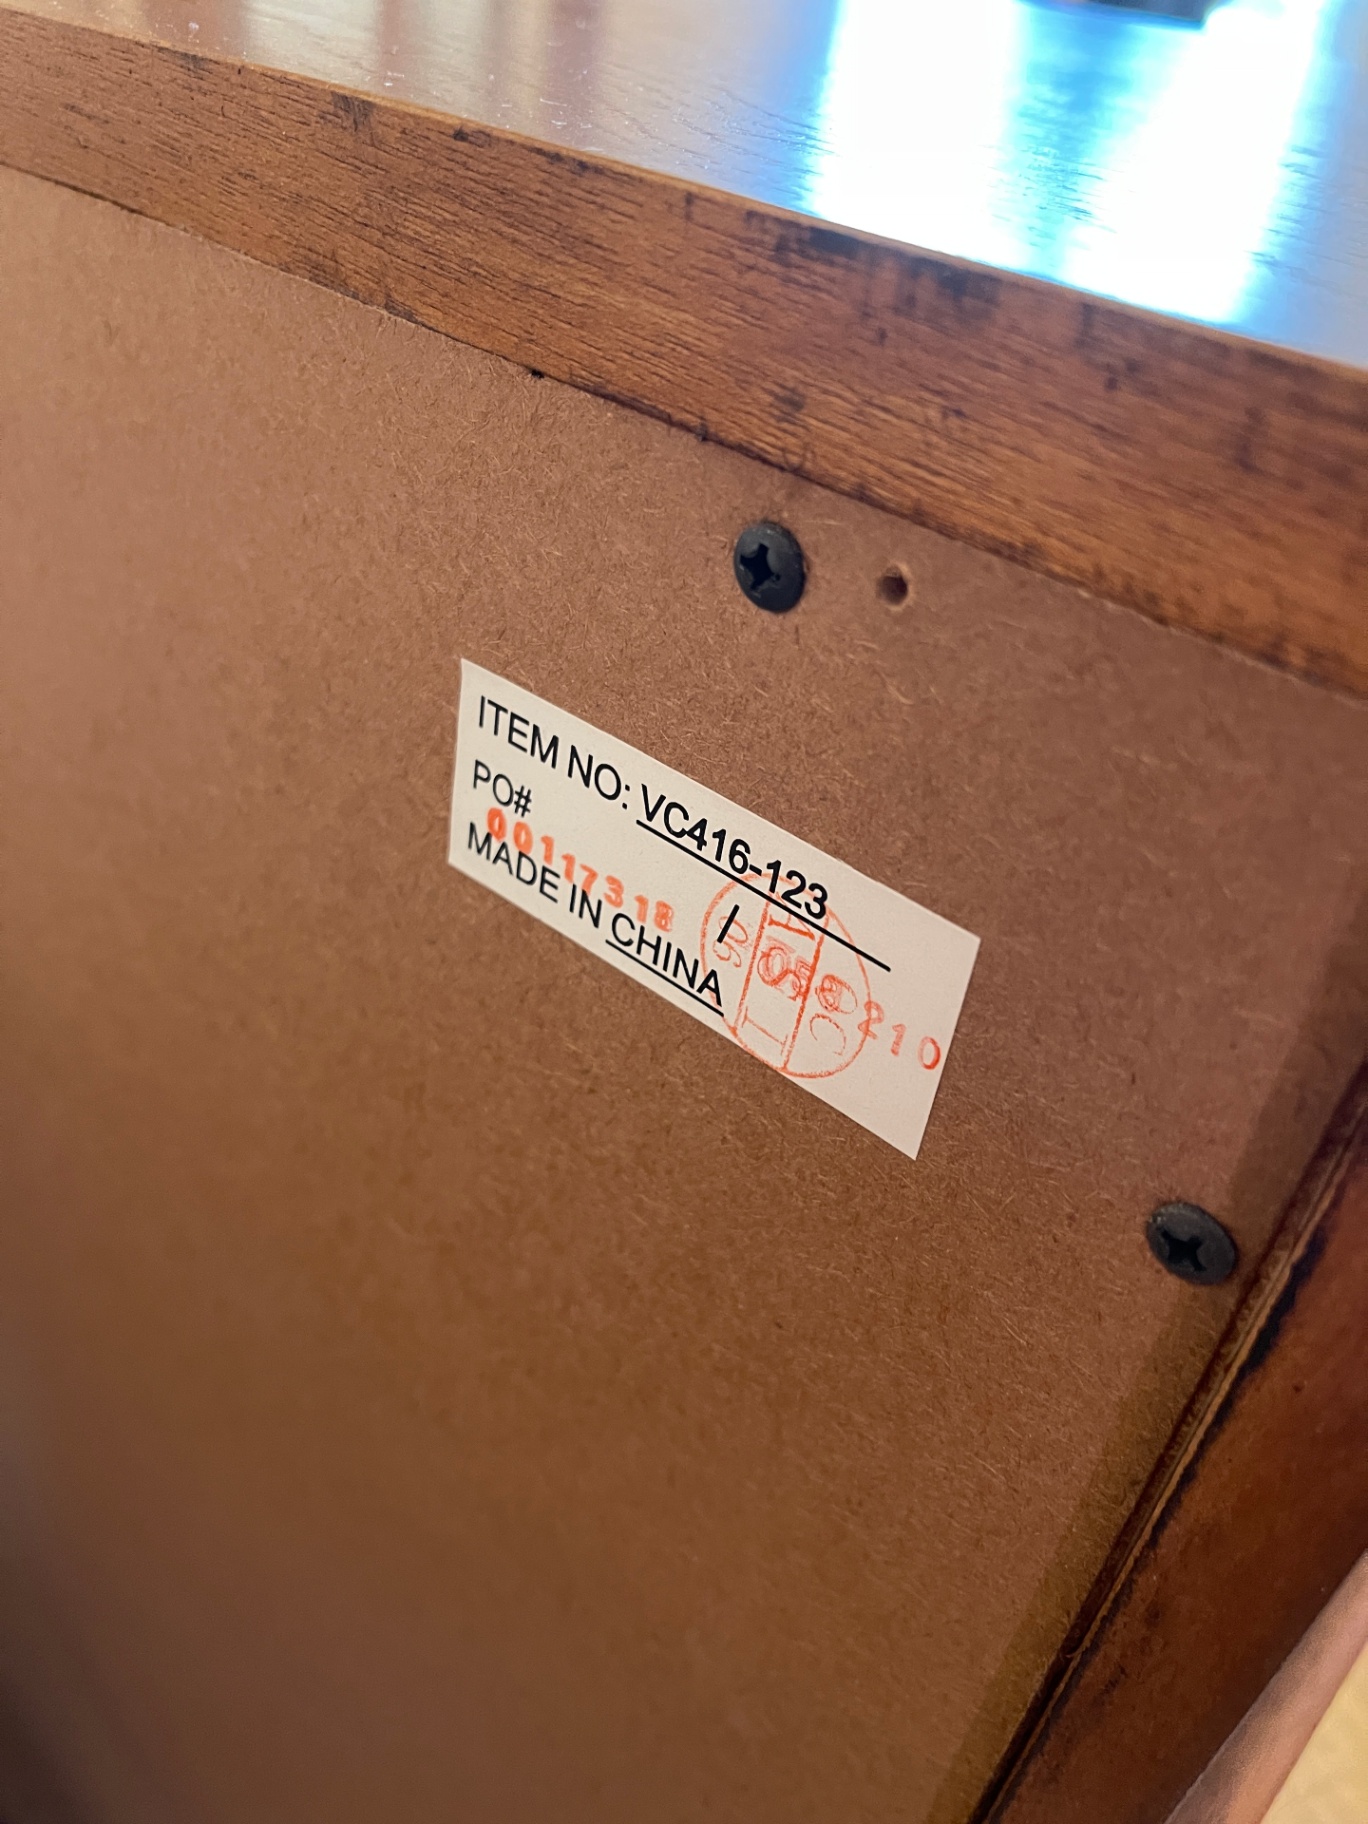 ITEM NO: VC416-123
PO# /
00117318
MADE IN CHINA
210